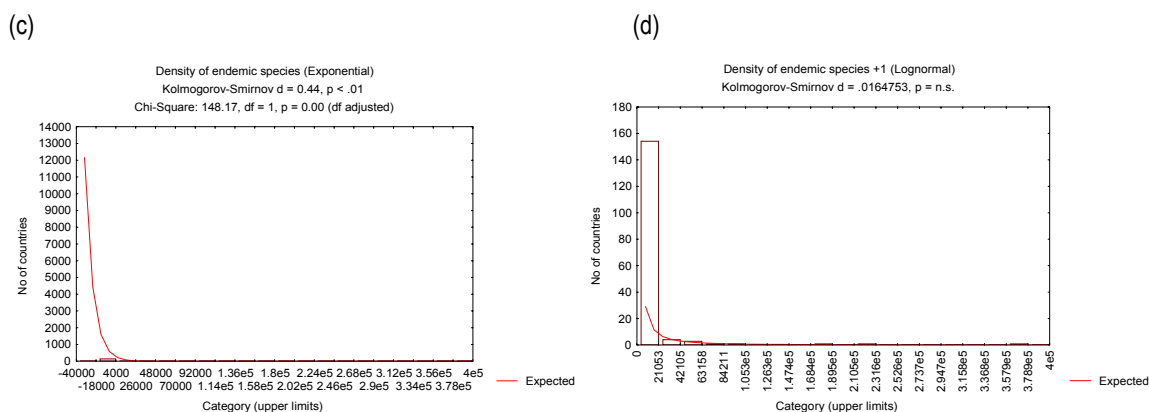 (c)
Density of endemic species (Exponential)
Kolmogorov-Smirnov d = 0.44, p < .01
Chi-Square: 148.17, df = 1, p = 0.00 (df adjusted)
14000
13000
12000
11000
10000
9000
8000
7000
6000
5000
4000
3000
2000
1000
0
No of countries
-40000 4000 48000 92000 1.36e5 1.8e5 2.24e5 2.68e5 3.12e5 3.56e5 4e5
-18000 26000 70000 1.14e5 1.58e5 2.02e5 2.46e5 2.9e5 3.34e5 3.78e5
Category (upper limits)
Expected
(d)
Density of endemic species +1 (Lognormal)
Kolmogorov-Smirnov d = .0164753, p = n.s.
180
160
140
120
100
80
60
40
20
0
No of countries
0
21053
42105
63158
84211
1.053e5
1.263e5
1.474e5
1.684e5
1.895e5
2.105e5
2.316e5
2.526e5
2.737e5
2.947e5
3.158e5
3.368e5
3.579e5
3.789e5
4e5
Category (upper limits)
Expected